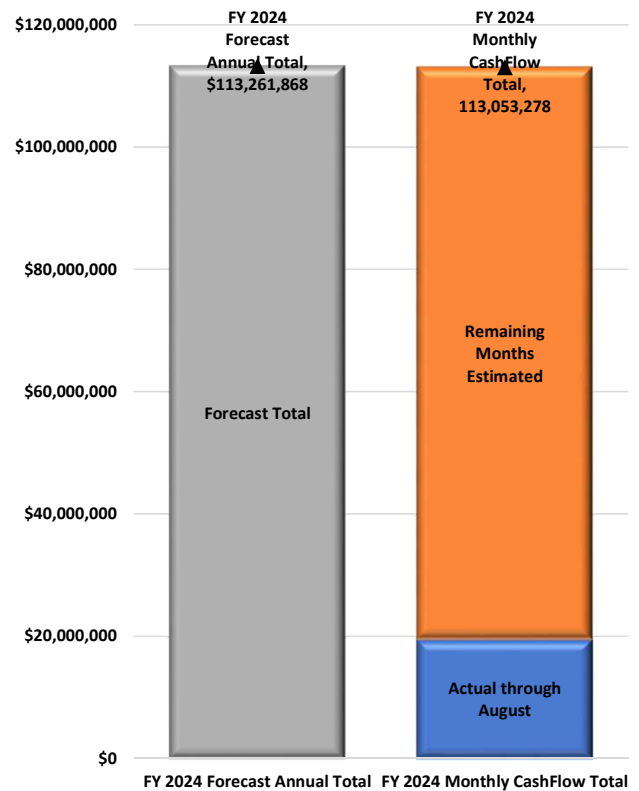 $120,000,000
$100,000,000
$80,000,000
$60,000,000
$40,000,000
$20,000,000
$0
FY 2024
Forecast
Annual Total,
$113,261,868
FY 2024
Monthly
CashFlow
Total,
113,053,278
Forecast Total
Remaining
Months
Estimated
Actual through
August
FY 2024 Forecast Annual Total
FY 2024 Monthly CashFlow Total